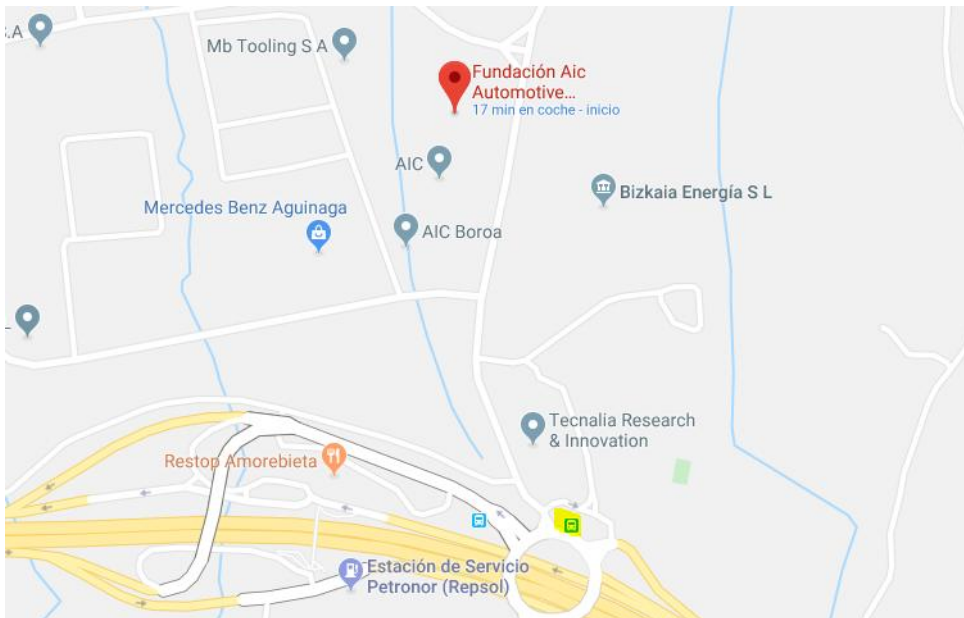 .A
Mb Tooling S A
Fundación Aic
Automotive...
17 min en coche - inicio
AIC
Bizkaia Energía S L
Mercedes Benz Aguinaga
AIC Boroa
Tecnalia Research
& Innovation
Restop Amorebieta
Estación de Servicio
Petronor (Repsol)